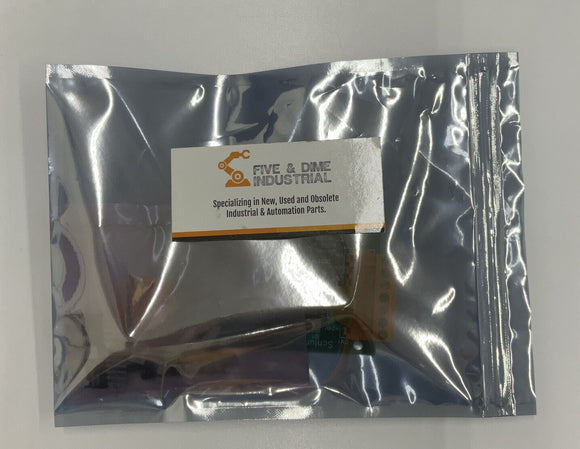 FIVE & DIME
INDUSTRIAL
Specializing in New, Used and Obsolete
Industrial & Automation Parts.